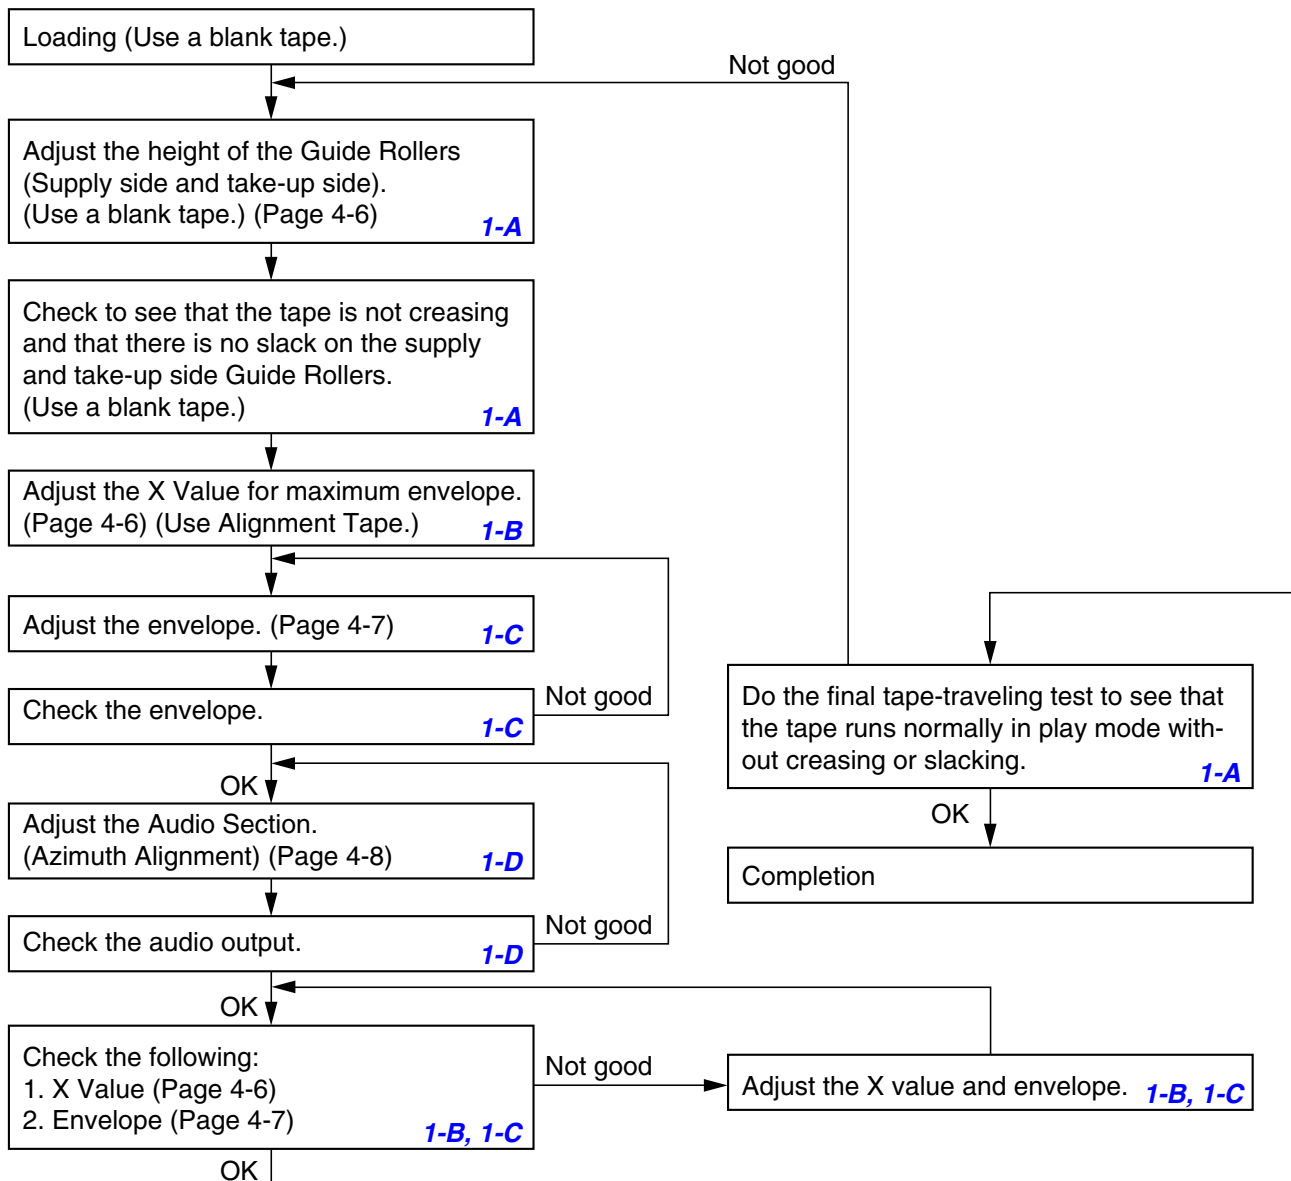 Loading (Use a blank tape.)
Not good
Adjust the height of the Guide Rollers
(Supply side and take-up side).
(Use a blank tape.) (Page 4-6)
1-A
Check to see that the tape is not creasing
and that there is no slack on the supply
and take-up side Guide Rollers.
(Use a blank tape.)
1-A
Adjust the X Value for maximum envelope.
(Page 4-6) (Use Alignment Tape.)
1-B
Adjust the envelope. (Page 4-7)
1-C
Check the envelope.
1-C
Not good
OK
Adjust the Audio Section.
(Azimuth Alignment) (Page 4-8)
1-D
Check the audio output.
1-D
Not good
OK
Check the following:
1. X Value (Page 4-6)
2. Envelope (Page 4-7)
1-B, 1-C
Not good
Adjust the X value and envelope.
1-B, 1-C
OK
Do the final tape-traveling test to see that
the tape runs normally in play mode with-
out creasing or slacking.
1-A
OK
Completion